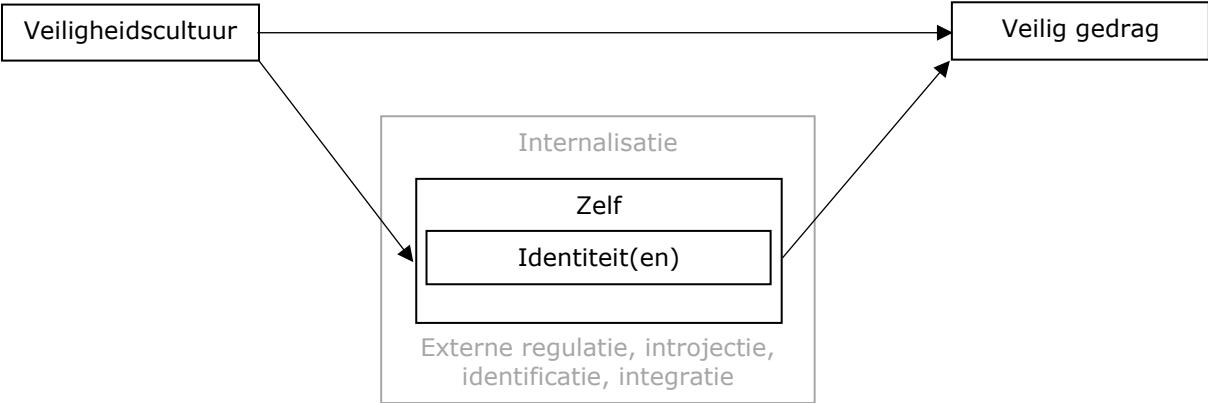 Veiligheidscultuur
Veilig gedrag
Internalisatie
Zelf
Identiteit(en)
Externe regulatie, introjectie,
identificatie, integratie